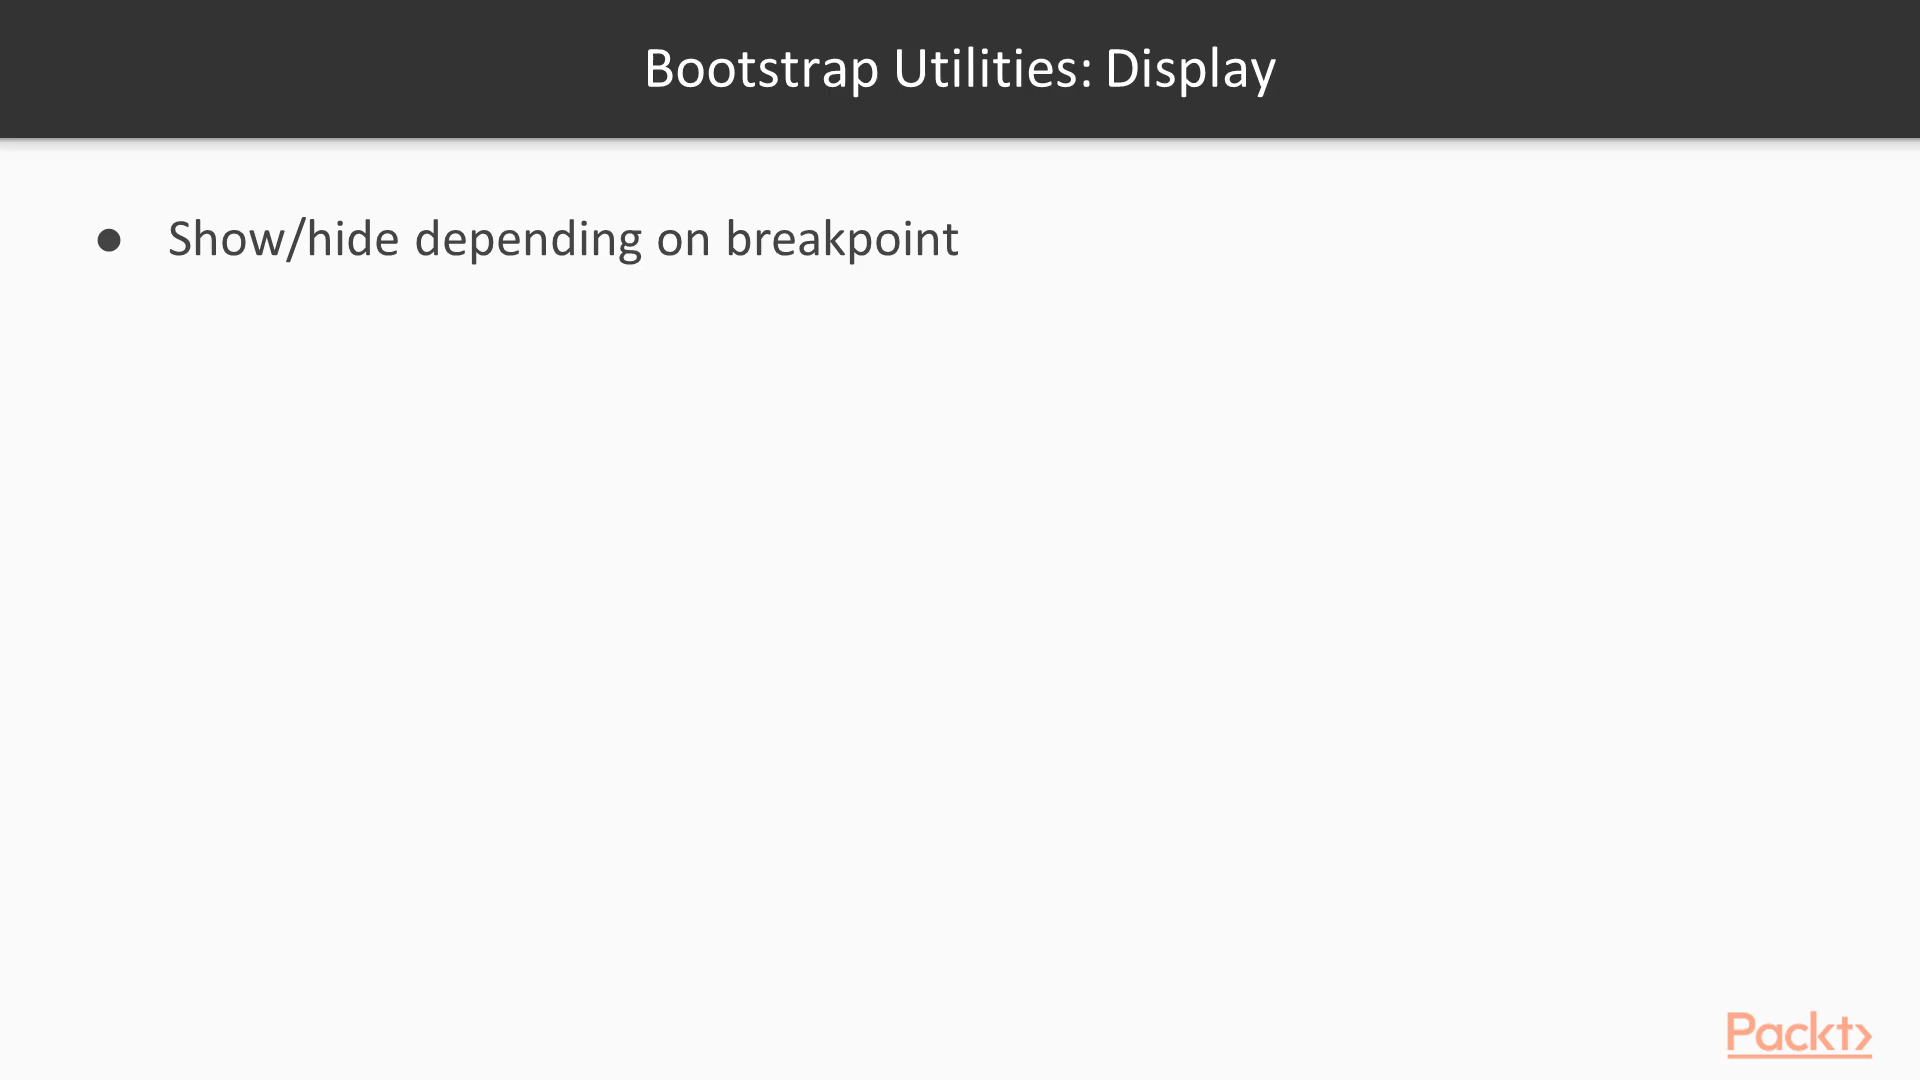 Bootstrap Utilities: Display
● Show/hide depending on breakpoint
Packt>